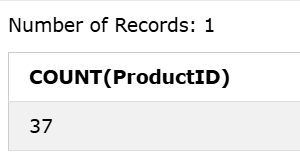 Number of Records: 1
COUNT(ProductID)
37